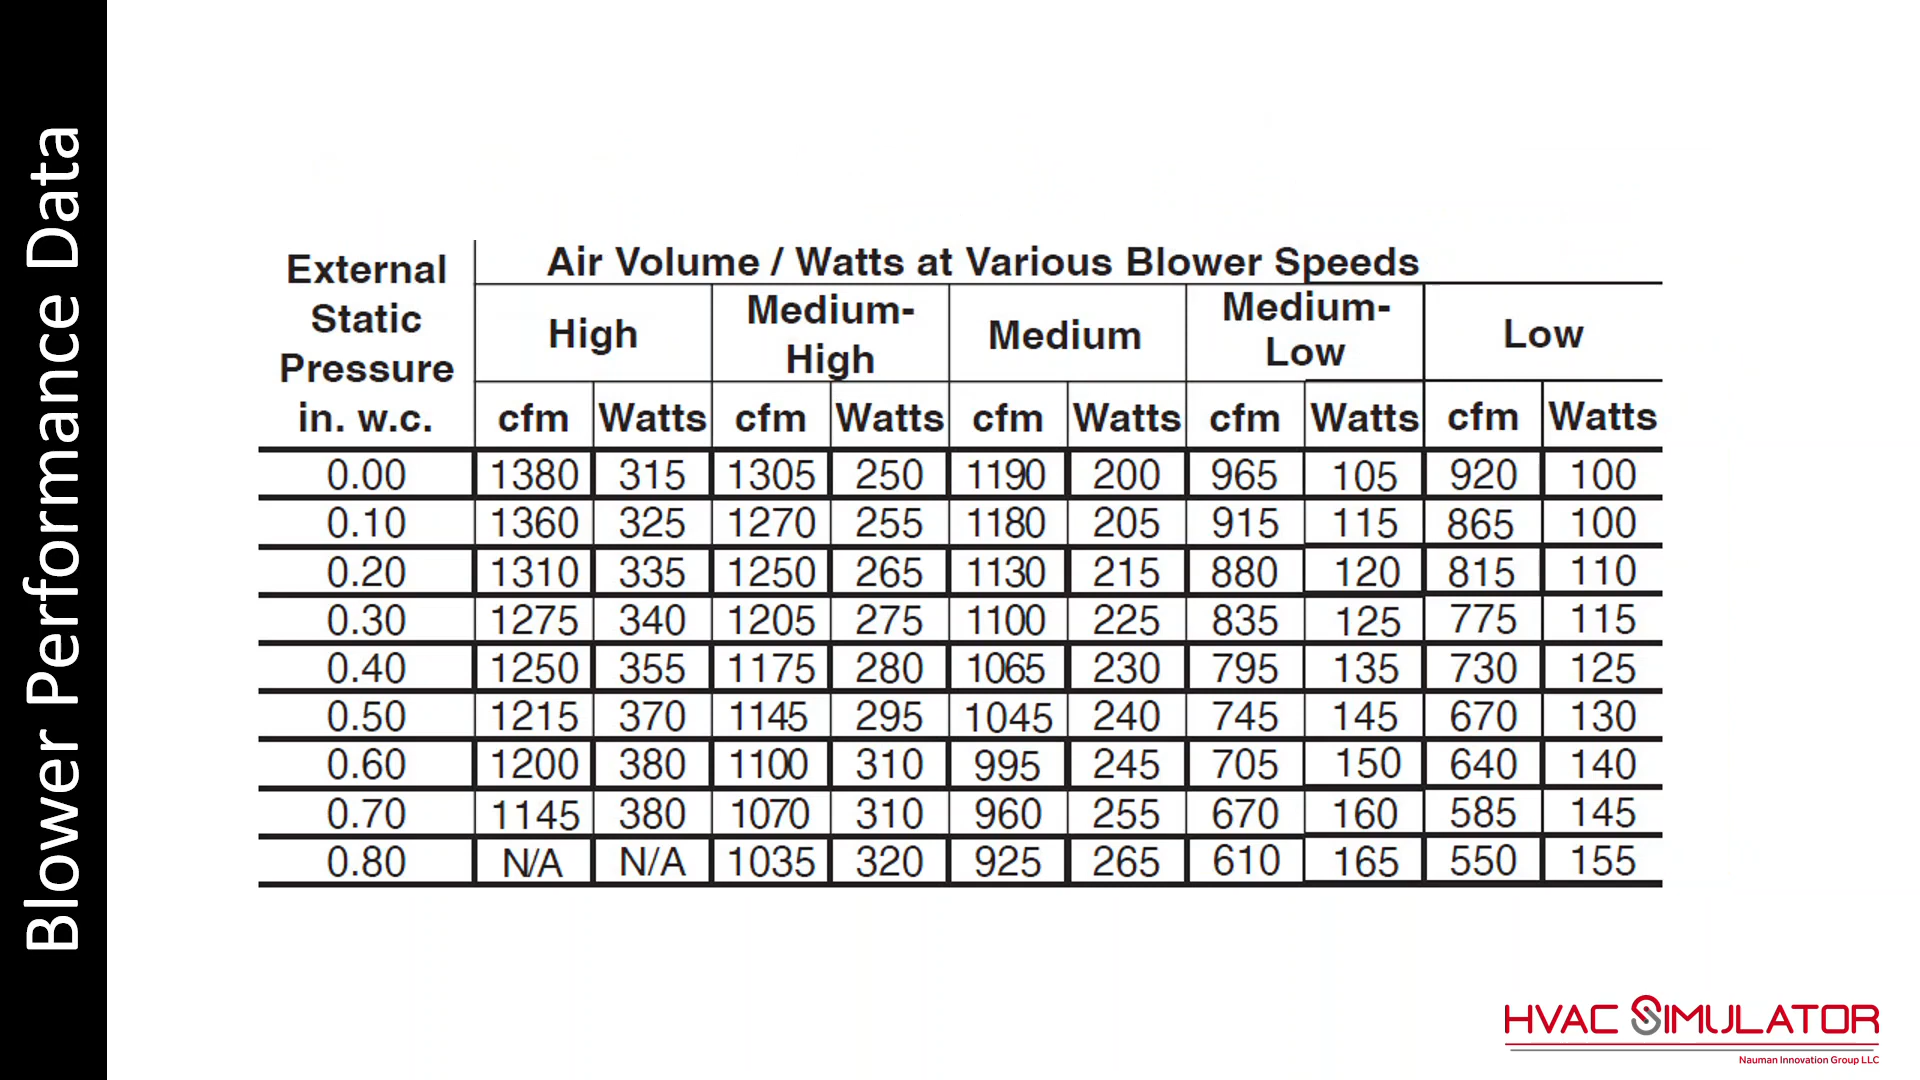 Blower Performance Data
External
Static
Pressure
in. w.c.
Air Volume / Watts at Various Blower Speeds
High
Medium-
High
Medium
Medium-
Low
Low
cfm Watts cfm Watts cfm Watts cfm Watts cfm Watts
0.00 1380 315 1305 250 1190 200 965 105 920 100
0.10 1360 325 1270 255 1180 205 915 115 865 100
0.20 1310 335 1250 265 1130 215 880 120 815 110
0.30 1275 340 1205 275 1100 225 835 125 775 115
0.40 1250 355 1175 280 1065 230 795 135 730 125
0.50 1215 370 1145 295 1045 240 745 145 670 130
0.60 1200 380 1100 310 995 245 705 150 640 140
0.70 1145 380 1070 310 960 255 670 160 585 145
0.80 N/A N/A 1035 320 925 265 610 165 550 155
HVAC SIMULATOR
Nauman Innovation Group LLC